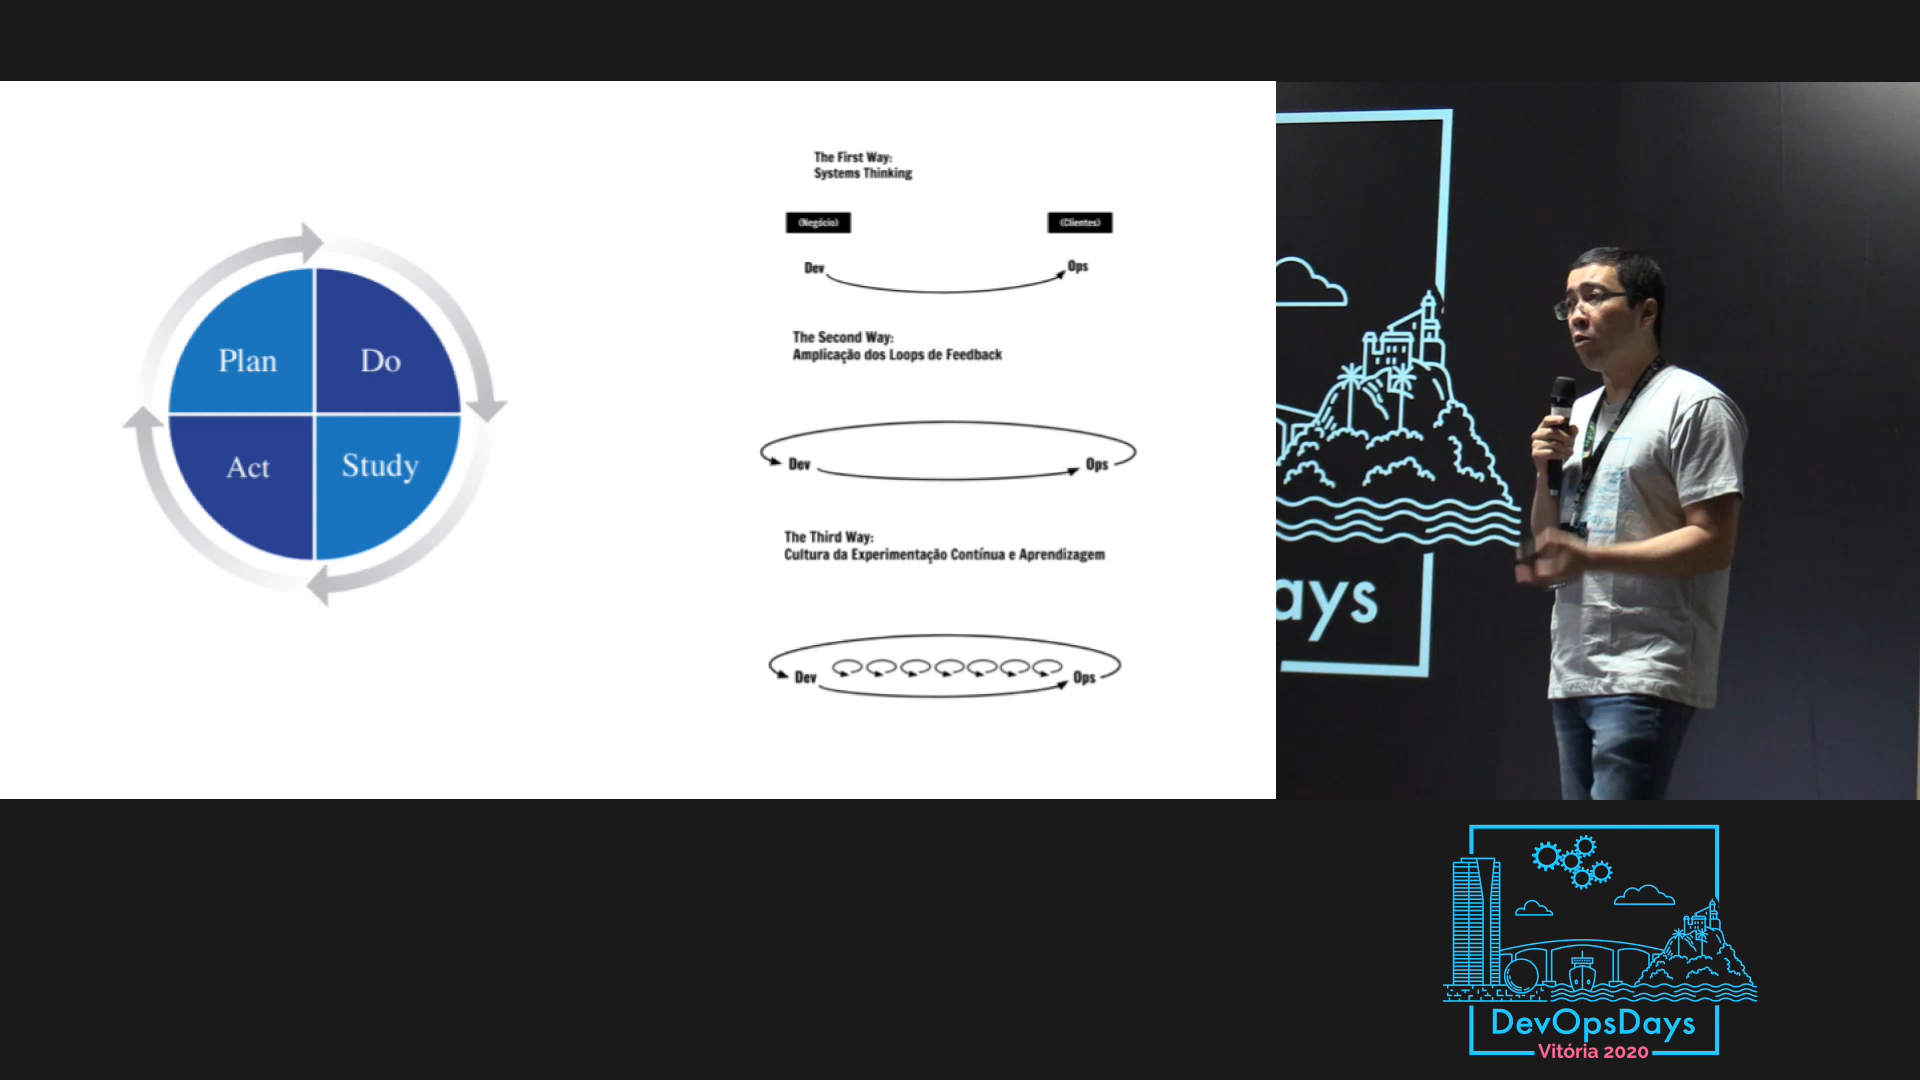 Plan
Do
Act
Study
The First Way:
Systems Thinking
(Negócio)
(Clientes)
Dev
Ops
The Second Way:
Amplicação dos Loops de Feedback
Dev
Ops
The Third Way:
Cultura da Experimentação Contínua e Aprendizagem
Dev
Ops
ays
DevOpsDays
Vitória 2020